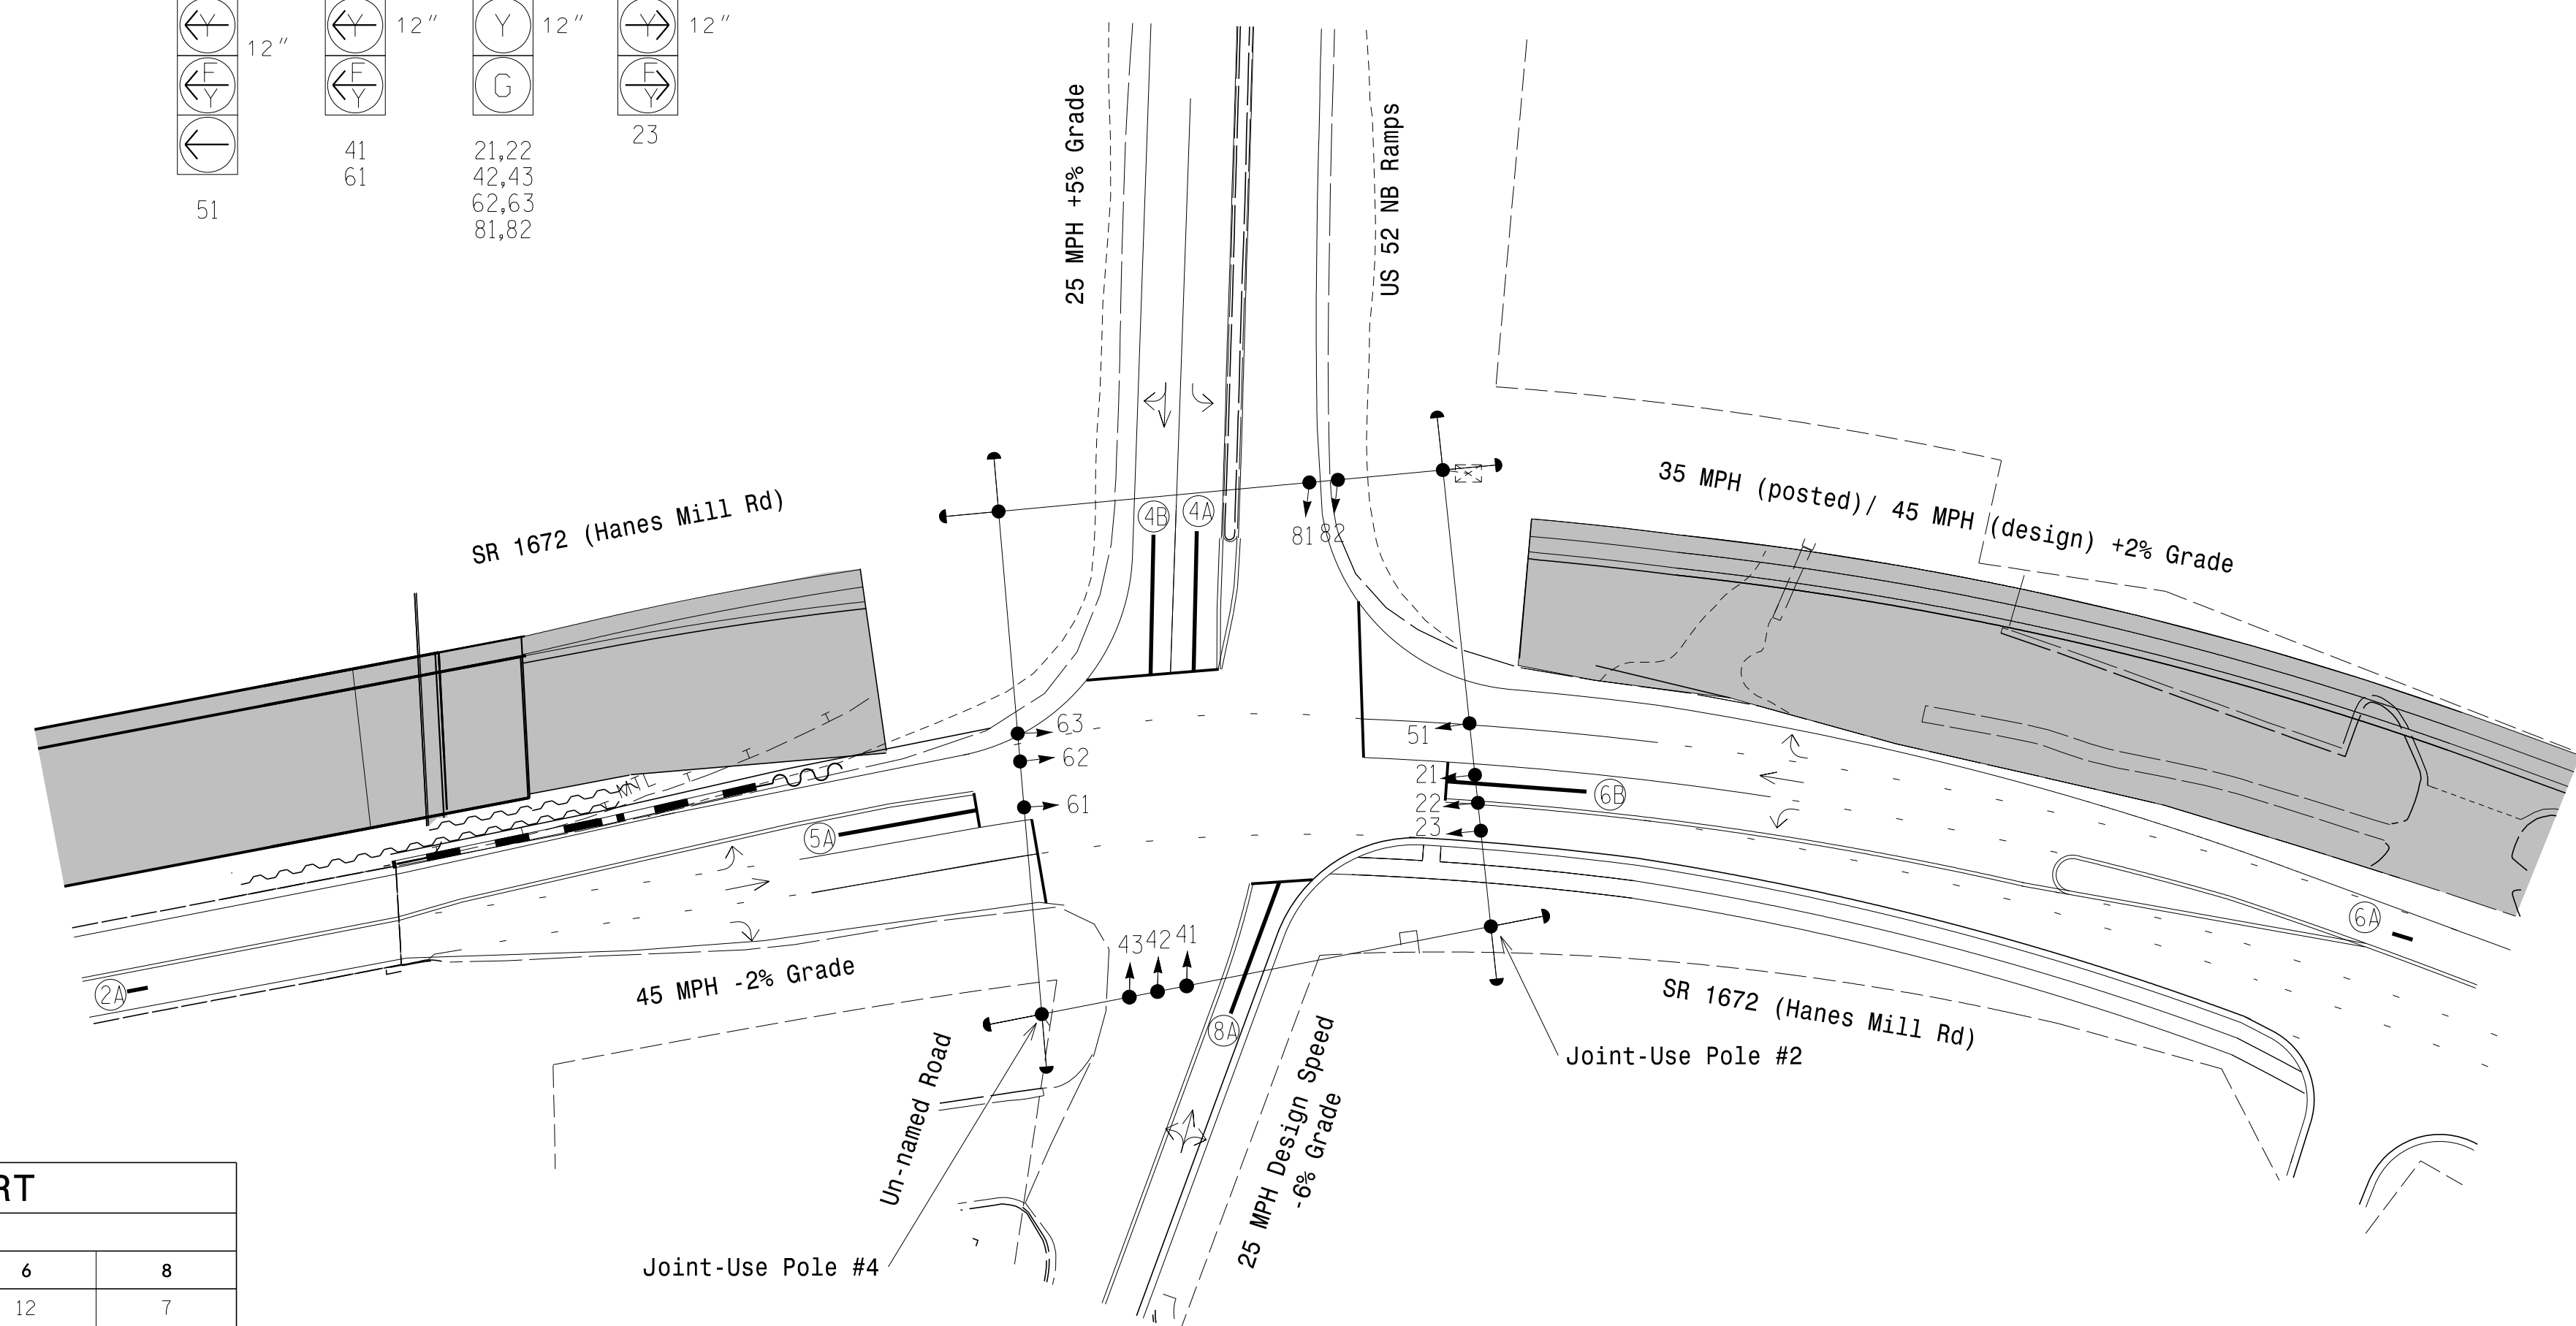 Y
Y
Y
Y
12"
12"
12"
12"
F
Y
F
Y
G
F
Y
51
41
61
21,22
42,43
62,63
81,82
23
25 MPH +5% Grade
US 52 NB Ramps
SR 1672 (Hanes Mill Rd)
35 MPH (posted)/ 45 MPH (design) +2% Grade
4B
4A
81
82
63
62
61
51
21
22
23
6B
5A
6A
2A
43
42
41
8A
45 MPH -2% Grade
SR 1672 (Hanes Mill Rd)
Un-named Road
25 MPH Design Speed
-6% Grade
Joint-Use Pole #2
Joint-Use Pole #4
RT
6
8
12
7